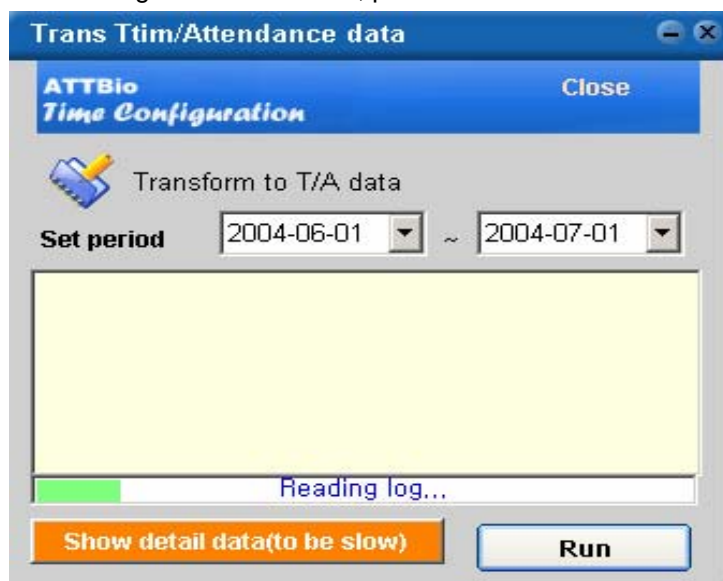 Trans Ttim/Attendance data
ATTBio
Close
Time Configuration
Transform to T/A data
Set period 2004-06-01 ~ 2004-07-01
Reading log...
Show detail data(to be slow)
Run